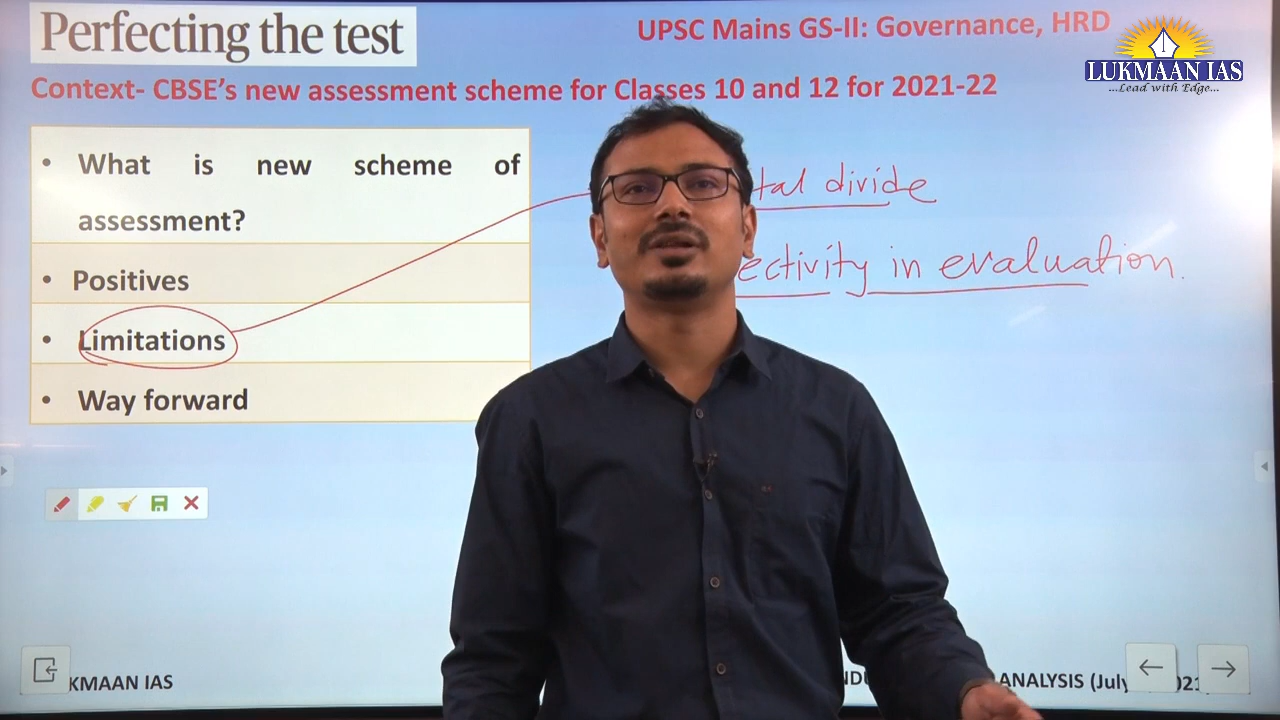 Perfecting the test
UPSC Mains GS-II: Governance, HRD
LUKMAAN IAS
...Lead with Edge...
Context- CBSE's new assessment scheme for Classes 10 and 12 for 2021-22
• What is new scheme of
assessment?
• Positives
• Limitations
• Way forward
tal divide
ectivity in evaluation.
KMAAN IAS
ANALYSIS (July